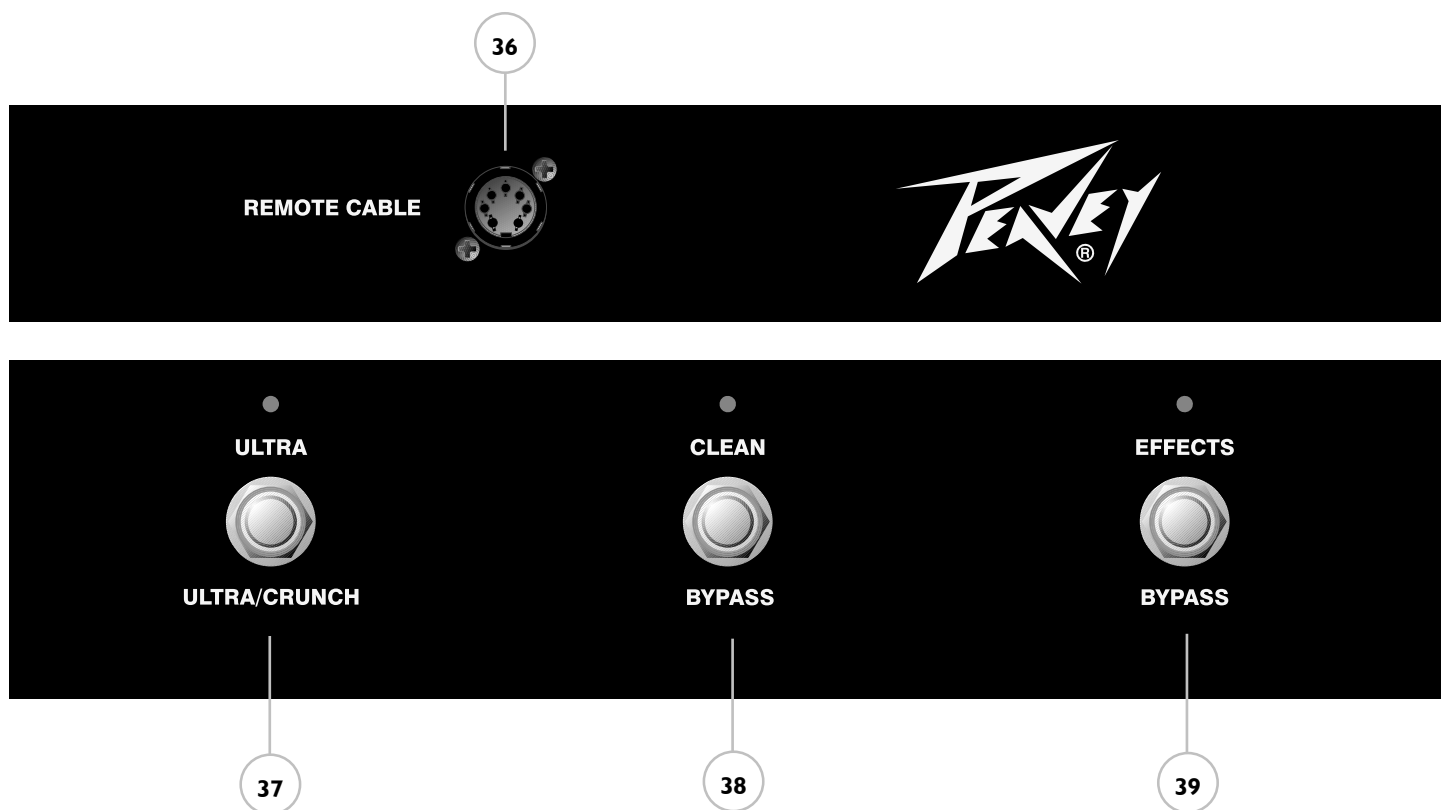 36
REMOTE CABLE
PEAVEY
®
ULTRA
CLEAN
EFFECTS
ULTRA/CRUNCH
BYPASS
BYPASS
37
38
39